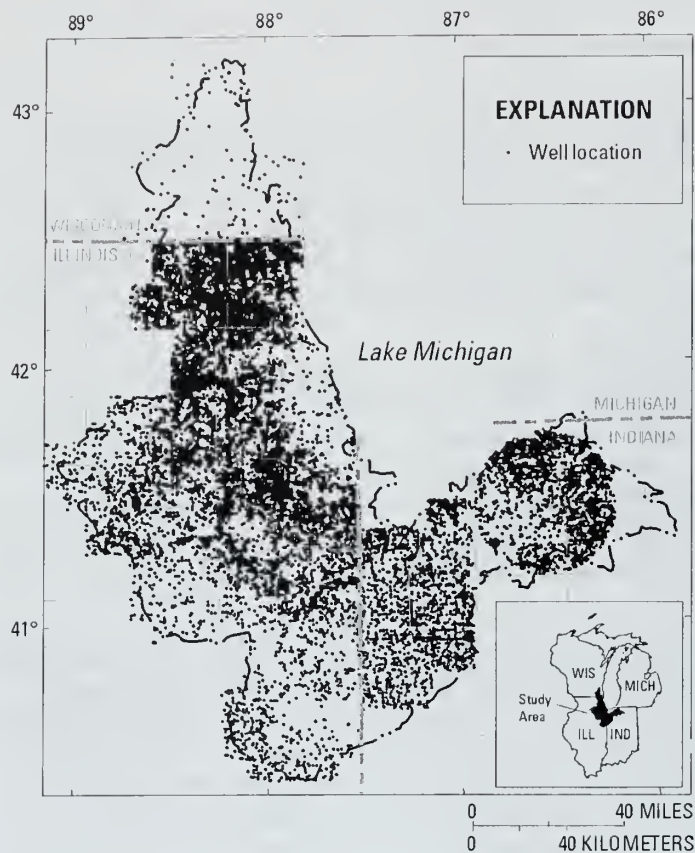 89° 88° 87° 86°
43°
EXPLANATION
· Well location
WISCONSIN
ILLINOIS
Lake Michigan
42°
MICHIGAN
INDIANA
41°
WIS
MICH
Study
Area
ILL IND
0 40 MILES
0 40 KILOMETERS